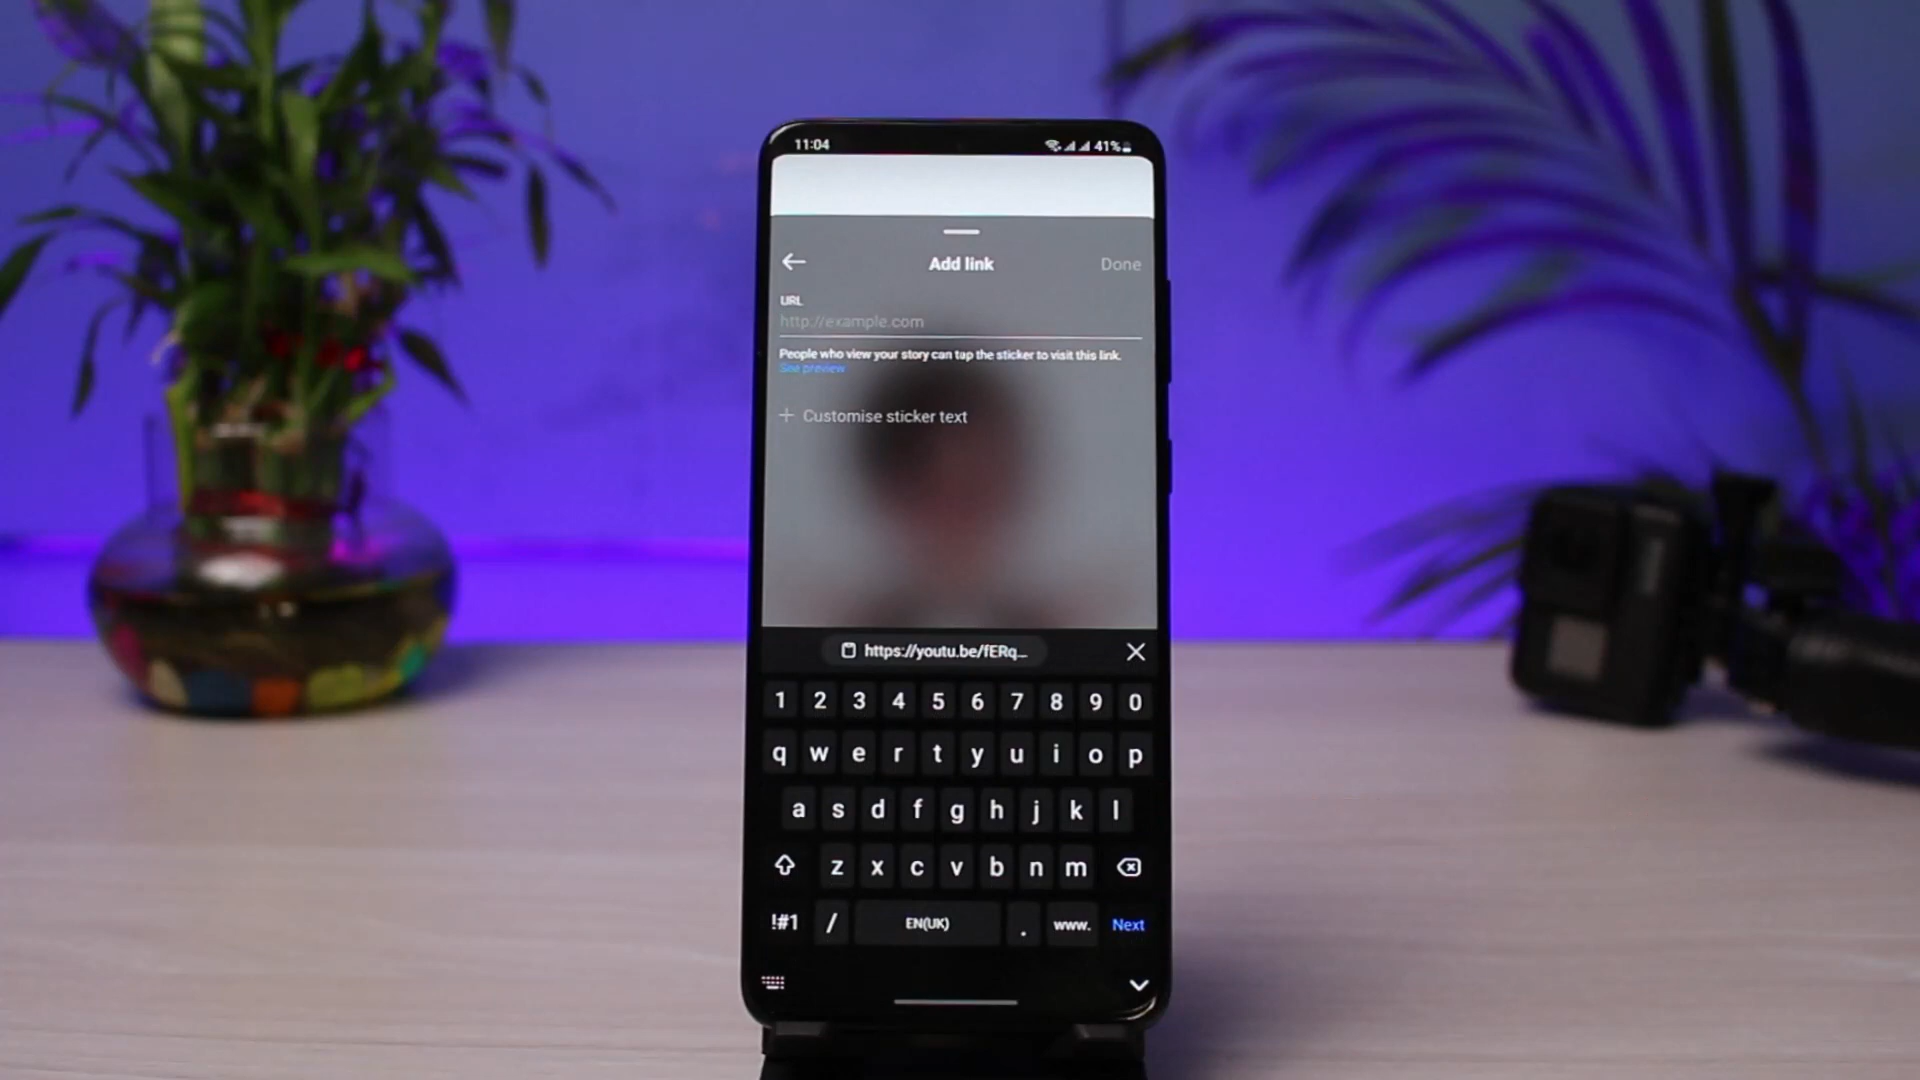 11:04 41%
Add link Done
URL
http://example.com
People who view your story can tap the sticker to visit this link.
See preview
+ Customise sticker text
https://youtu.be/fERq...
1 2 3 4 5 6 7 8 9 0
q w e r t y u i o p
a s d f g h j k l
z x c v b n m
!#1 / EN(UK) . www. Next